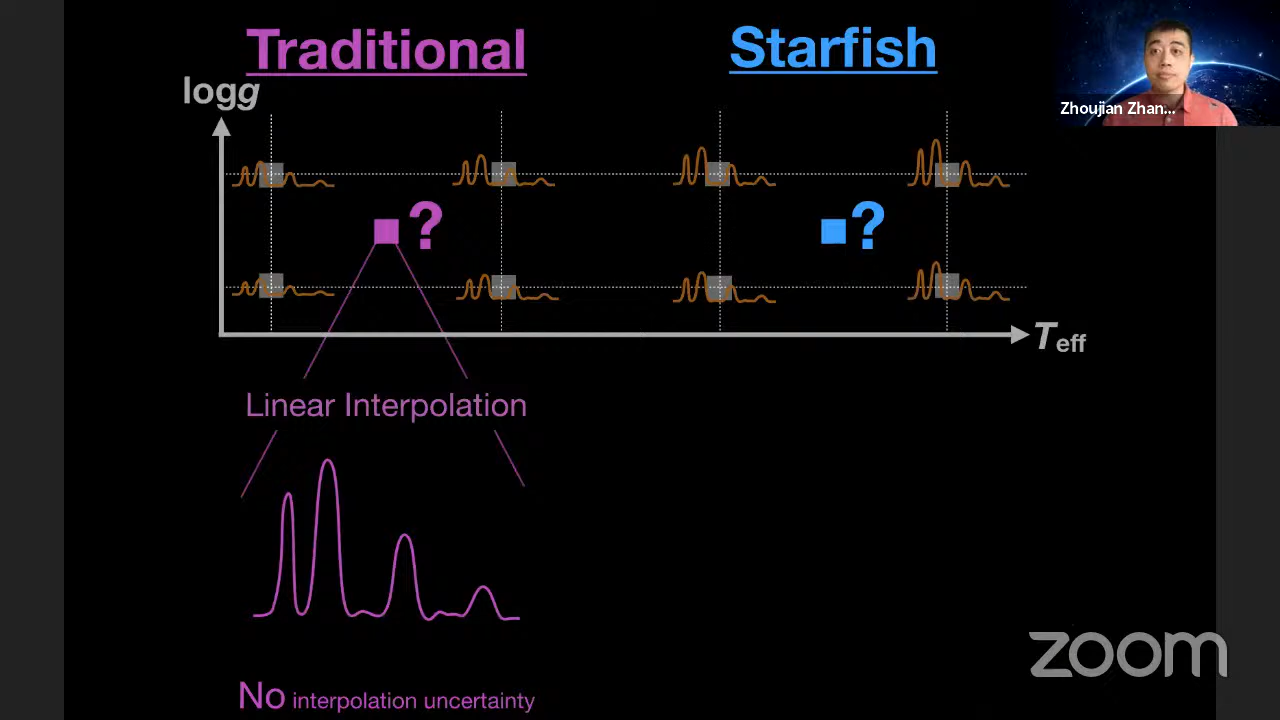 Traditional
Starfish
Zhoujian Zhan...
logg
?
?
Teff
Linear Interpolation
zoom
No interpolation uncertainty